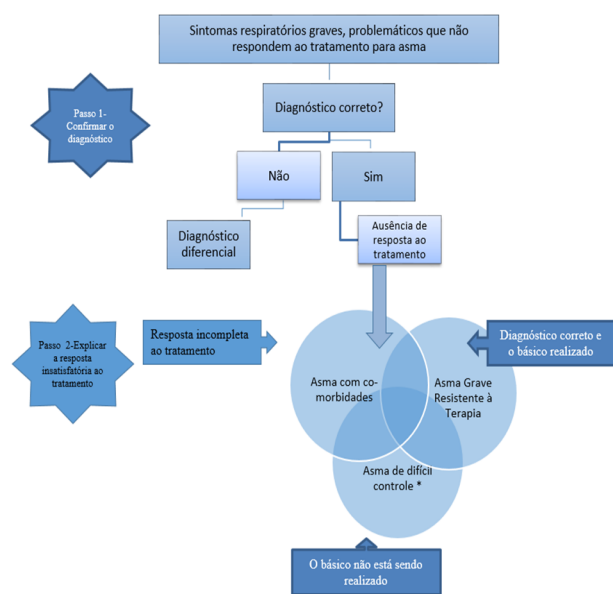 Sintomas respiratórios graves, problemáticos que não
respondem ao tratamento para asma
Passo 1-
Confirmar o
diagnóstico
Diagnóstico correto?
Não
Sim
Diagnóstico
diferencial
Ausência de
resposta ao
tratamento
Passo 2-Explicar
a resposta
insatisfatória ao
tratamento
Resposta incompleta
ao tratamento
Diagnóstico correto e
o básico realizado
Asma com co-
morbidades
Asma Grave
Resistente à
Terapia
Asma de difícil
controle *
O básico não está sendo
realizado